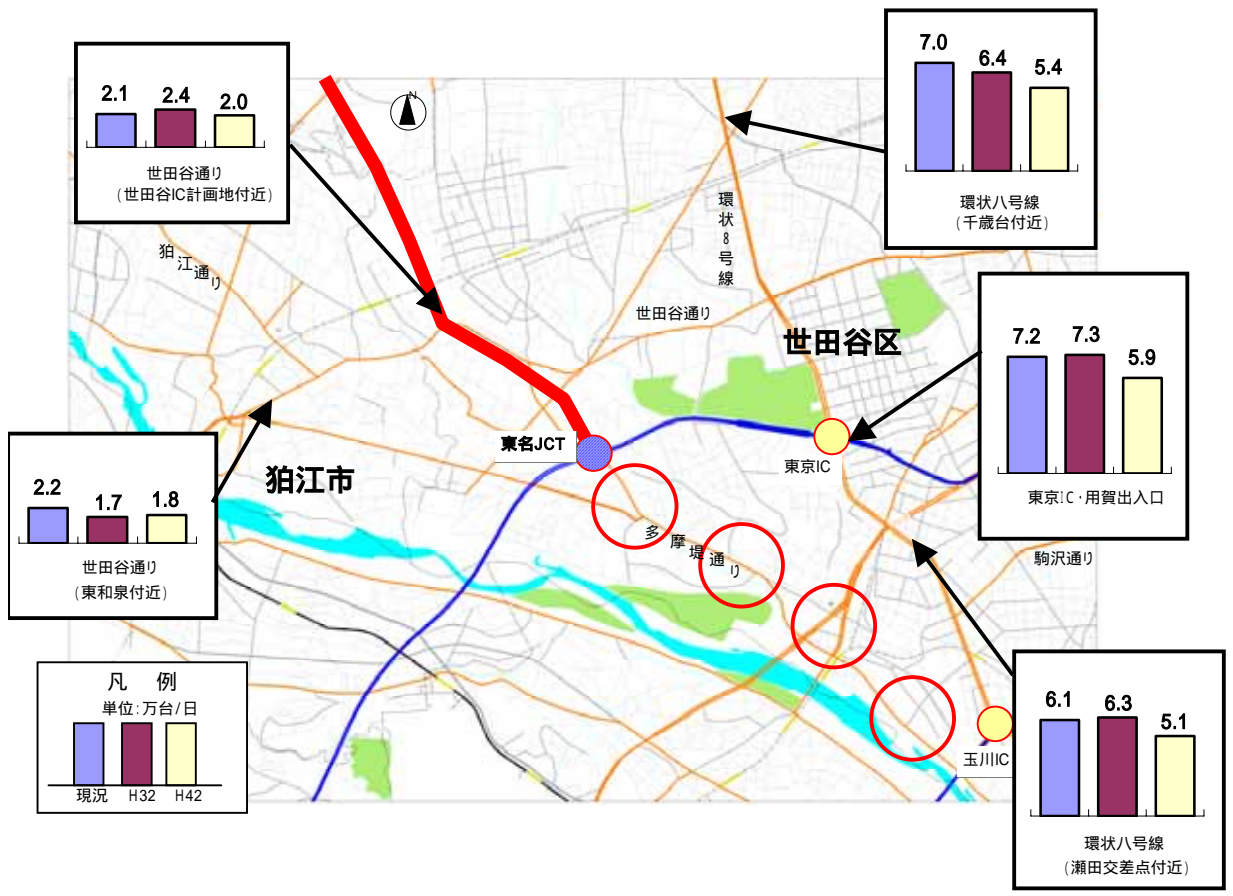 2.1 2.4 2.0
世田谷通り
(世田谷IC計画地付近)
N
7.0 6.4 5.4
環状八号線
(千歳台付近)
環状8号線
狛江通り
世田谷通り
世田谷区
7.2 7.3 5.9
東京IC・用賀出入口
東名JCT
東京IC
狛江市
2.2 1.7 1.8
世田谷通り
(東和泉付近)
多摩堤通り
駒沢通り
凡 例
単位:万台/日
現況 H32 H42
玉川IC
6.1 6.3 5.1
環状八号線
(瀬田交差点付近)